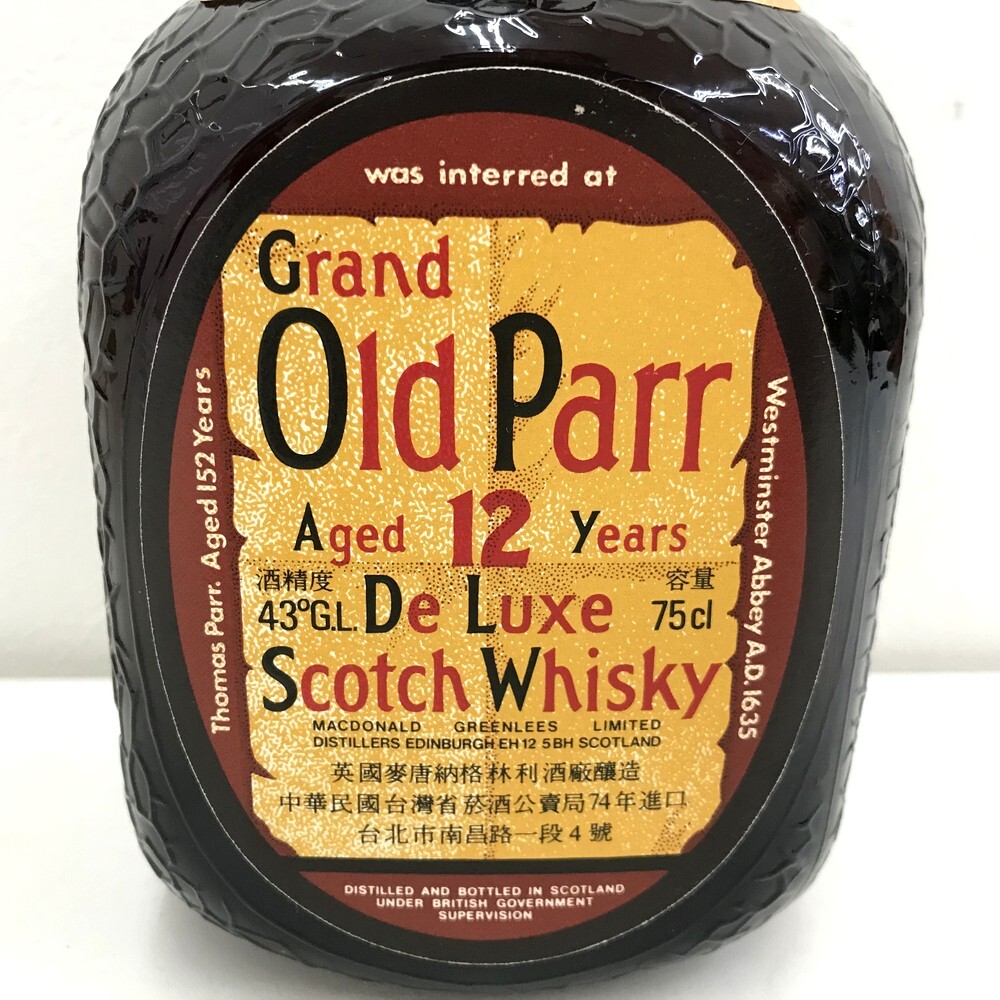 was interred at
Grand
Old Parr
Aged 12 Years
酒精度 容量
43ºG.L. De Luxe 75cl
Scotch Whisky
MACDONALD GREENLEES LIMITED
DISTILLERS EDINBURGH EH12 5BH SCOTLAND
英國麥唐納格林利酒廠釀造
中華民國台灣省菸酒公賣局74年進口
台北市南昌路一段4號
Thomas Parr. Aged 152 Years
Westminster Abbey A.D. 1635
DISTILLED AND BOTTLED IN SCOTLAND
UNDER BRITISH GOVERNMENT
SUPERVISION